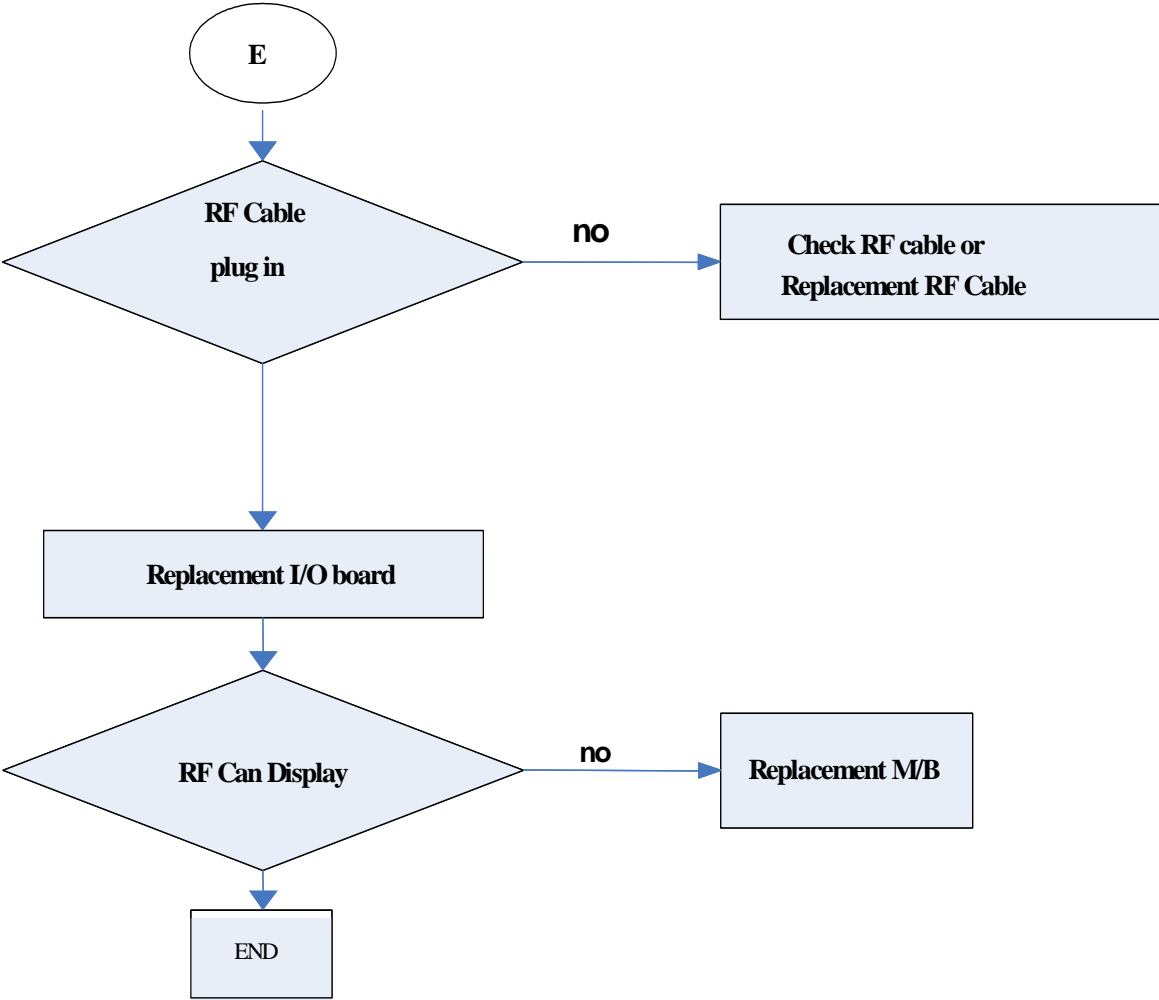 E
RF Cable
plug in
no
Check RF cable or
Replacement RF Cable
Replacement I/O board
RF Can Display
no
Replacement M/B
END